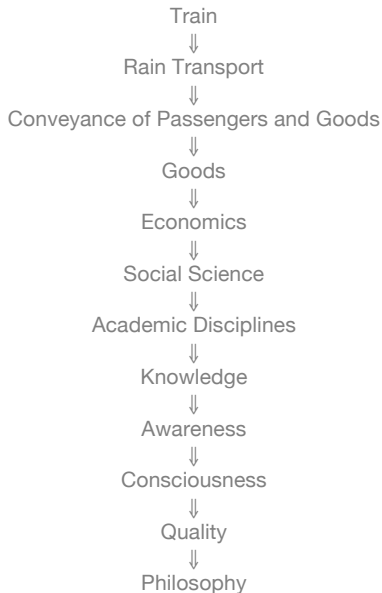 Train
⇓
Rain Transport
⇓
Conveyance of Passengers and Goods
⇓
Goods
⇓
Economics
⇓
Social Science
⇓
Academic Disciplines
⇓
Knowledge
⇓
Awareness
⇓
Consciousness
⇓
Quality
⇓
Philosophy